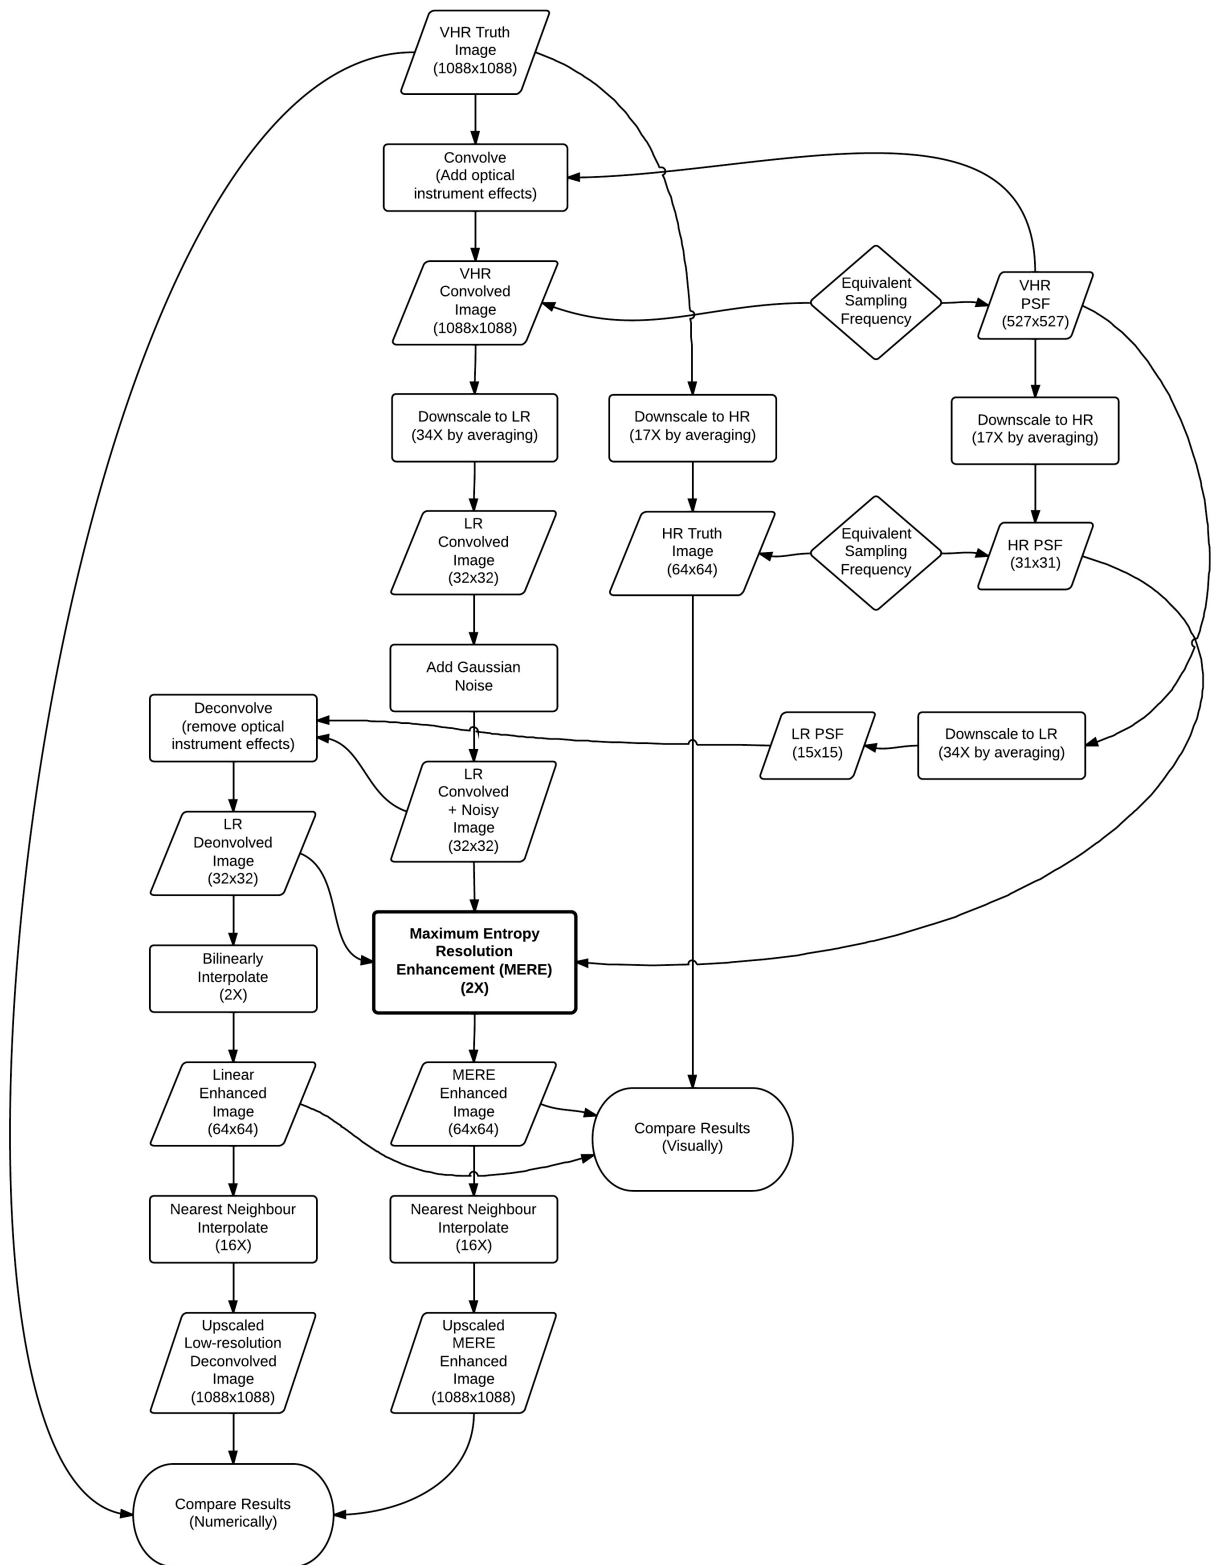 VHR Truth
Image
(1088x1088)
Convolve
(Add optical
instrument effects)
VHR
Convolved
Image
(1088x1088)
Equivalent
Sampling
Frequency
VHR
PSF
(527x527)
Downscale to LR
(34X by averaging)
Downscale to HR
(17X by averaging)
Downscale to HR
(17X by averaging)
LR
Convolved
Image
(32x32)
HR Truth
Image
(64x64)
Equivalent
Sampling
Frequency
HR PSF
(31x31)
Add Gaussian
Noise
Deconvolve
(remove optical
instrument effects)
LR PSF
(15x15)
Downscale to LR
(34X by averaging)
LR
Convolved
+ Noisy
Image
(32x32)
LR
Deonvolved
Image
(32x32)
Maximum Entropy
Resolution
Enhancement (MERE)
(2X)
Bilinearly
Interpolate
(2X)
Linear
Enhanced
Image
(64x64)
MERE
Enhanced
Image
(64x64)
Compare Results
(Visually)
Nearest Neighbour
Interpolate
(16X)
Nearest Neighbour
Interpolate
(16X)
Upscaled
Low-resolution
Deconvolved
Image
(1088x1088)
Upscaled
MERE
Enhanced
Image
(1088x1088)
Compare Results
(Numerically)